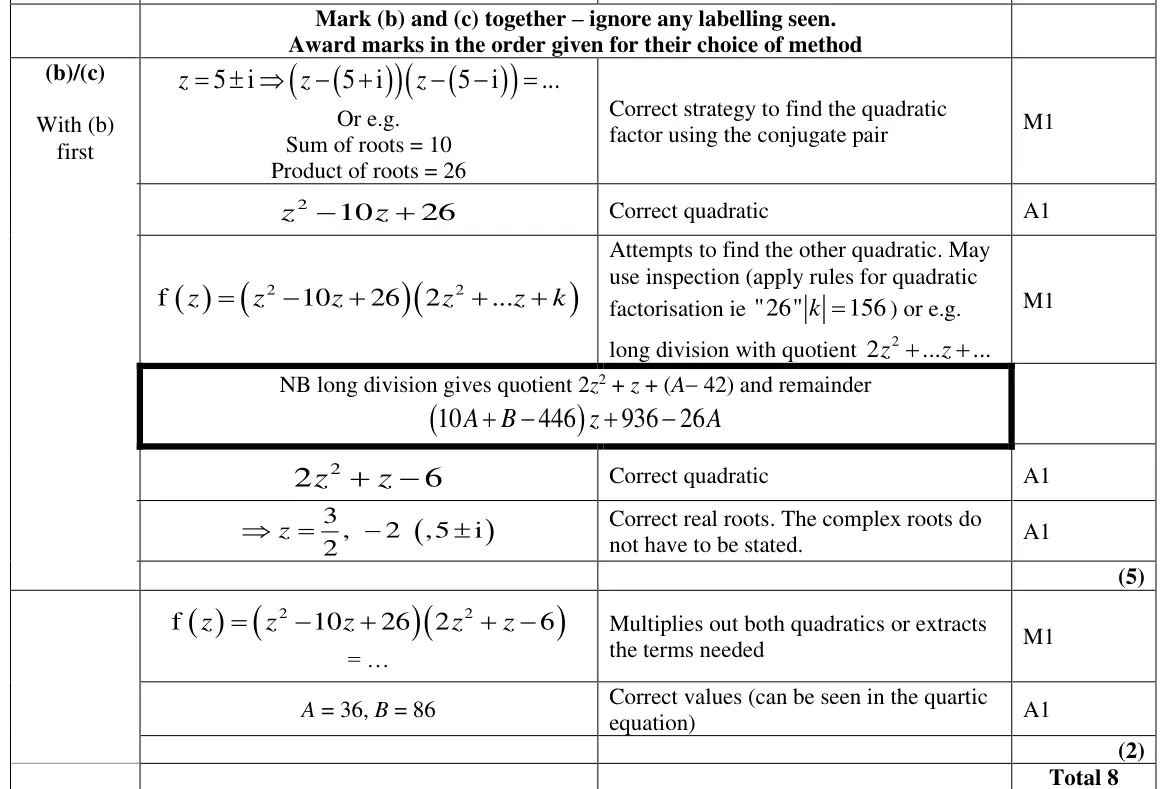 Mark (b) and (c) together – ignore any labelling seen.
Award marks in the order given for their choice of method
(b)/(c)
With (b)
first
z = 5 ± i ⇒ (z − (5 + i))(z − (5 − i)) = ...
Or e.g.
Sum of roots = 10
Product of roots = 26
Correct strategy to find the quadratic
factor using the conjugate pair
M1
z² − 10z + 26
Correct quadratic
A1
f (z) = (z² − 10z + 26)(2z² + ...z + k)
Attempts to find the other quadratic. May
use inspection (apply rules for quadratic
factorisation ie "26"|k| = 156 ) or e.g.
long division with quotient 2z² + ...z + ...
M1
NB long division gives quotient 2z² + z + (A– 42) and remainder
(10A + B − 446) z + 936 − 26A
2z² + z − 6
Correct quadratic
A1
⇒ z = 3/2, − 2 (,5 ± i)
Correct real roots. The complex roots do
not have to be stated.
A1
(5)
f (z) = (z² − 10z + 26)(2z² + z − 6)
= …
Multiplies out both quadratics or extracts
the terms needed
M1
A = 36, B = 86
Correct values (can be seen in the quartic
equation)
A1
(2)
Total 8